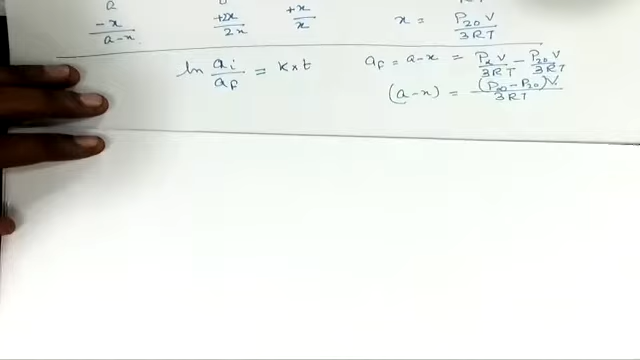 a
-x +2x +x x = P20 V / 3RT
a-x 2x x
ln ai/af = K × t af = a-x = P∞ V / 3RT - P20 V / 3RT
(a-x) = (P∞ - P20) V / 3RT